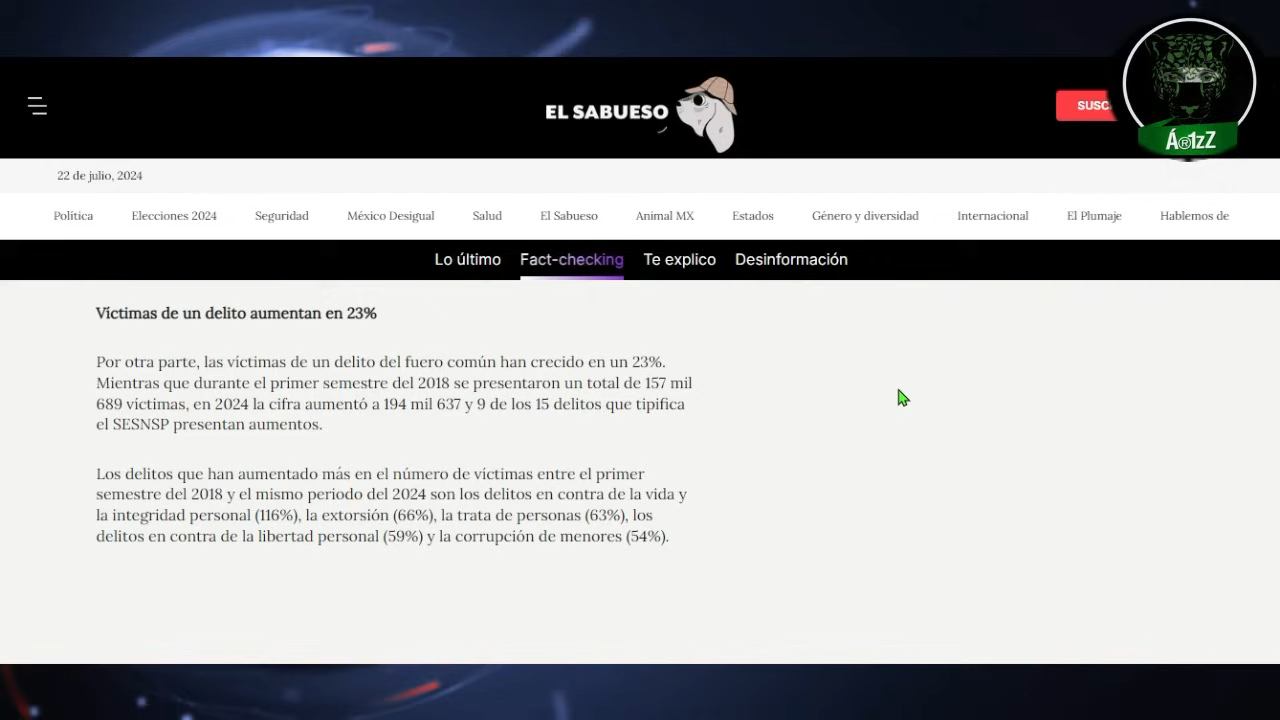 EL SABUESO
Á®1zZ
22 de julio, 2024
Política Elecciones 2024 Seguridad México Desigual Salud El Sabueso Animal MX Estados Género y diversidad Internacional El Plumaje Hablemos de
Lo último Fact-checking Te explico Desinformación
Víctimas de un delito aumentan en 23%
Por otra parte, las víctimas de un delito del fuero común han crecido en un 23%.
Mientras que durante el primer semestre del 2018 se presentaron un total de 157 mil
689 víctimas, en 2024 la cifra aumentó a 194 mil 637 y 9 de los 15 delitos que tipifica
el SESNSP presentan aumentos.
Los delitos que han aumentado más en el número de víctimas entre el primer
semestre del 2018 y el mismo periodo del 2024 son los delitos en contra de la vida y
la integridad personal (116%), la extorsión (66%), la trata de personas (63%), los
delitos en contra de la libertad personal (59%) y la corrupción de menores (54%).